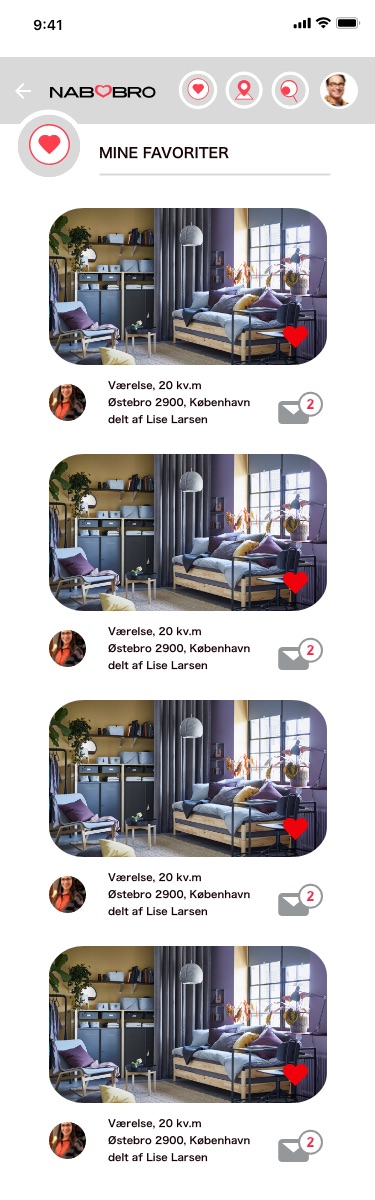 9:41
NAB BRO
MINE FAVORITER
Værelse, 20 kv.m
Østebro 2900, København
delt af Lise Larsen
2
Værelse, 20 kv.m
Østebro 2900, København
delt af Lise Larsen
2
Værelse, 20 kv.m
Østebro 2900, København
delt af Lise Larsen
2
Værelse, 20 kv.m
Østebro 2900, København
delt af Lise Larsen
2